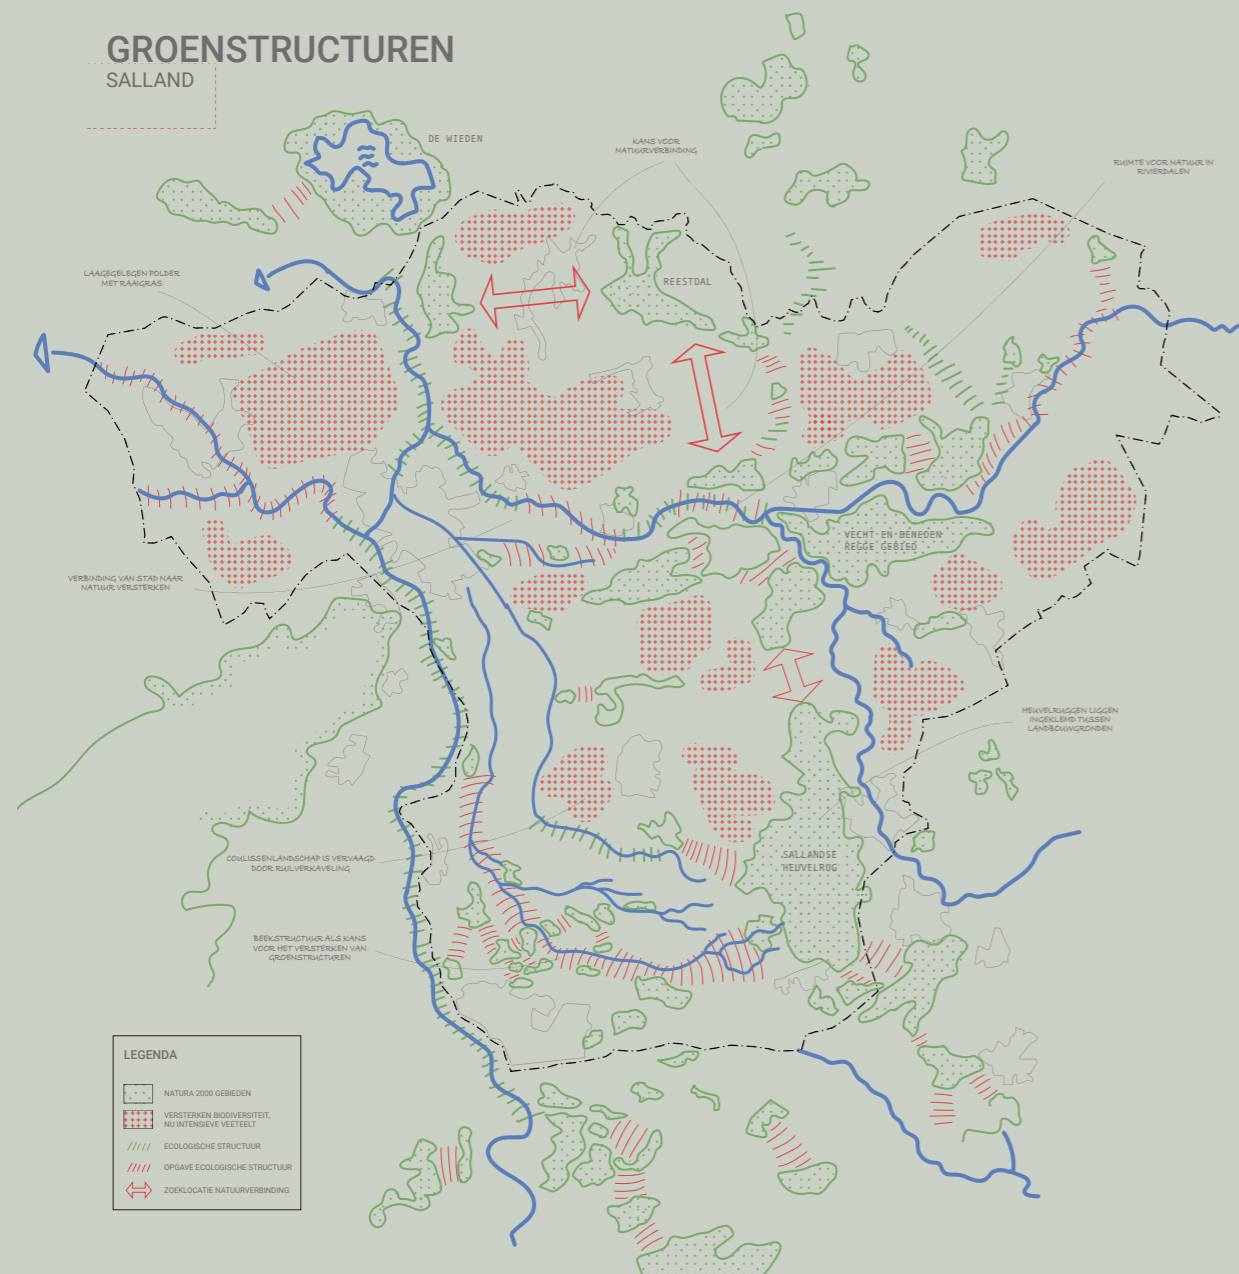 GROENSTRUCTUREN
SALLAND
DE WIEDEN
KANS VOOR
NATUURVERBINDING
RUIMTE VOOR NATUUR IN
RIVIERDALEN
LAAGEGELEGEN POLDER
MET RAAIGRAS
REESTDAL
VECHT EN BENEDEN
REGGE GEBIED
VERBINDING VAN STAD NAAR
NATUUR VERSTERKEN
HEUVELRUGGEN LIGGEN
INGEKLEMD TUSSEN
LANDBOUWGRONDEN
COULISSENLANDSCHAP IS VERVAAGD
DOOR RUILVERKAVELING
SALLANDSE
HEUVELROG
BEEKSTRUCTUUR ALS KANS
VOOR HET VERSTERKEN VAN
GROENSTRUCTUREN
LEGENDA
NATURA 2000 GEBIEDEN
VERSTERKEN BIODIVERSITEIT,
NU INTENSIEVE VEETEELT
ECOLOGISCHE STRUCTUUR
OPGAVE ECOLOGISCHE STRUCTUUR
ZOEKLOCATIE NATUURVERBINDING